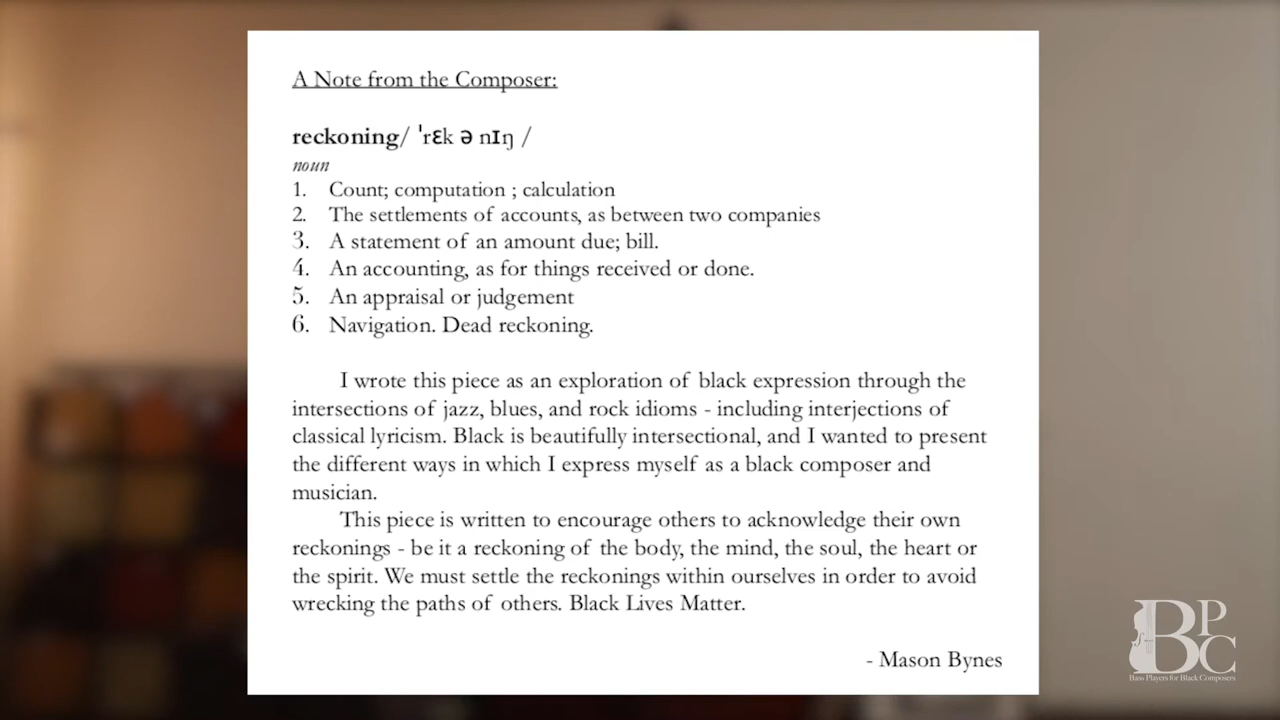 A Note from the Composer:
reckoning/ ˈrɛk ə nɪŋ /
noun
1. Count; computation ; calculation
2. The settlements of accounts, as between two companies
3. A statement of an amount due; bill.
4. An accounting, as for things received or done.
5. An appraisal or judgement
6. Navigation. Dead reckoning.
I wrote this piece as an exploration of black expression through the
intersections of jazz, blues, and rock idioms - including interjections of
classical lyricism. Black is beautifully intersectional, and I wanted to present
the different ways in which I express myself as a black composer and
musician.
This piece is written to encourage others to acknowledge their own
reckonings - be it a reckoning of the body, the mind, the soul, the heart or
the spirit. We must settle the reckonings within ourselves in order to avoid
wrecking the paths of others. Black Lives Matter.
- Mason Bynes
BPC
Bass Players for Black Composers